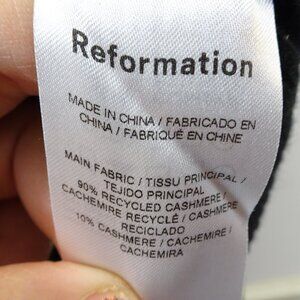 Reformation
MADE IN CHINA / FABRICADO EN
CHINA / FABRIQUÉ EN CHINE
MAIN FABRIC / TISSU PRINCIPAL /
TEJIDO PRINCIPAL
90% RECYCLED CASHMERE /
CACHEMIRE RECYCLÉ / CASHMERE
RECICLADO
10% CASHMERE / CACHEMIRE /
CACHEMIRA